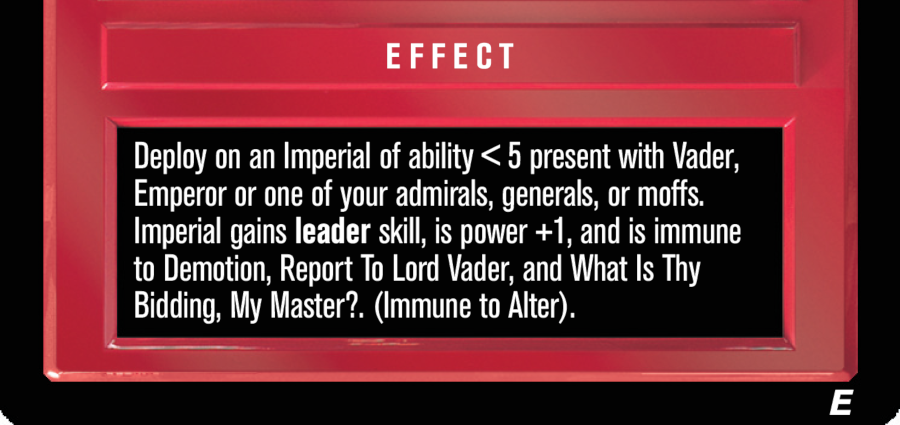 EFFECT
Deploy on an Imperial of ability < 5 present with Vader,
Emperor or one of your admirals, generals, or moffs.
Imperial gains leader skill, is power +1, and is immune
to Demotion, Report To Lord Vader, and What Is Thy
Bidding, My Master?. (Immune to Alter).
E